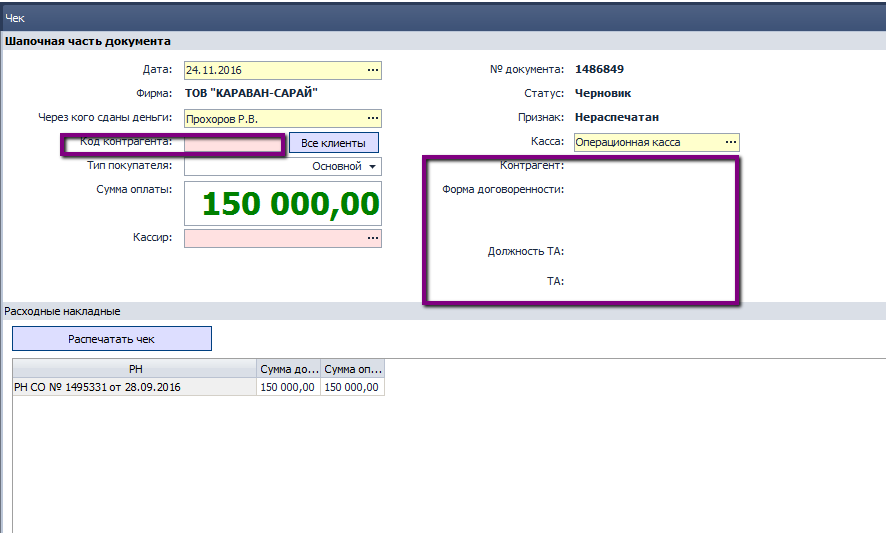 Чек
Шапочная часть документа
Дата: 24.11.2016 ...
№ документа: 1486849
Фирма: ТОВ "КАРАВАН-САРАЙ"
Статус: Черновик
Через кого сданы деньги: Прохоров Р.В. ...
Признак: Нераспечатан
Код контрагента: Все клиенты
Касса: Операционная касса ...
Тип покупателя: Основной
Контрагент:
Сумма оплаты: 150 000,00
Форма договоренности:
Кассир: ...
Должность ТА:
ТА:
Расходные накладные
Распечатать чек
РН Сумма до... Сумма оп...
РН СО № 1495331 от 28.09.2016 150 000,00 150 000,00